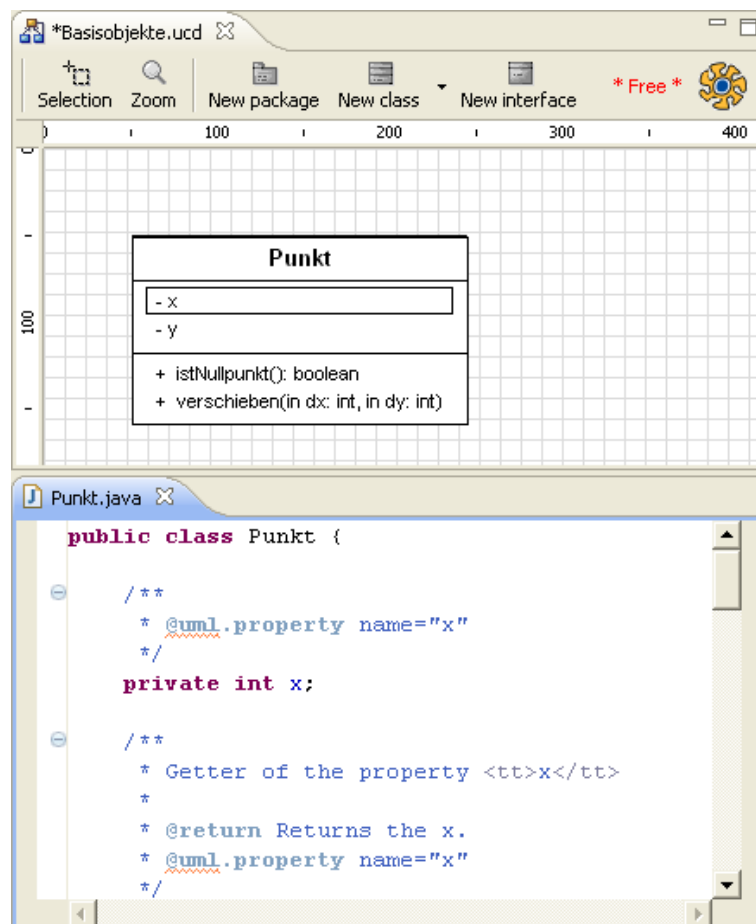 *Basisobjekte.ucd
Selection Zoom New package New class New interface * Free *
0 100 200 300 400
0
100
Punkt
- x
- y
+ istNullpunkt(): boolean
+ verschieben(in dx: int, in dy: int)
Punkt.java
public class Punkt {
/**
* @uml.property name="x"
*/
private int x;
/**
* Getter of the property <tt>x</tt>
*
* @return Returns the x.
* @uml.property name="x"
*/